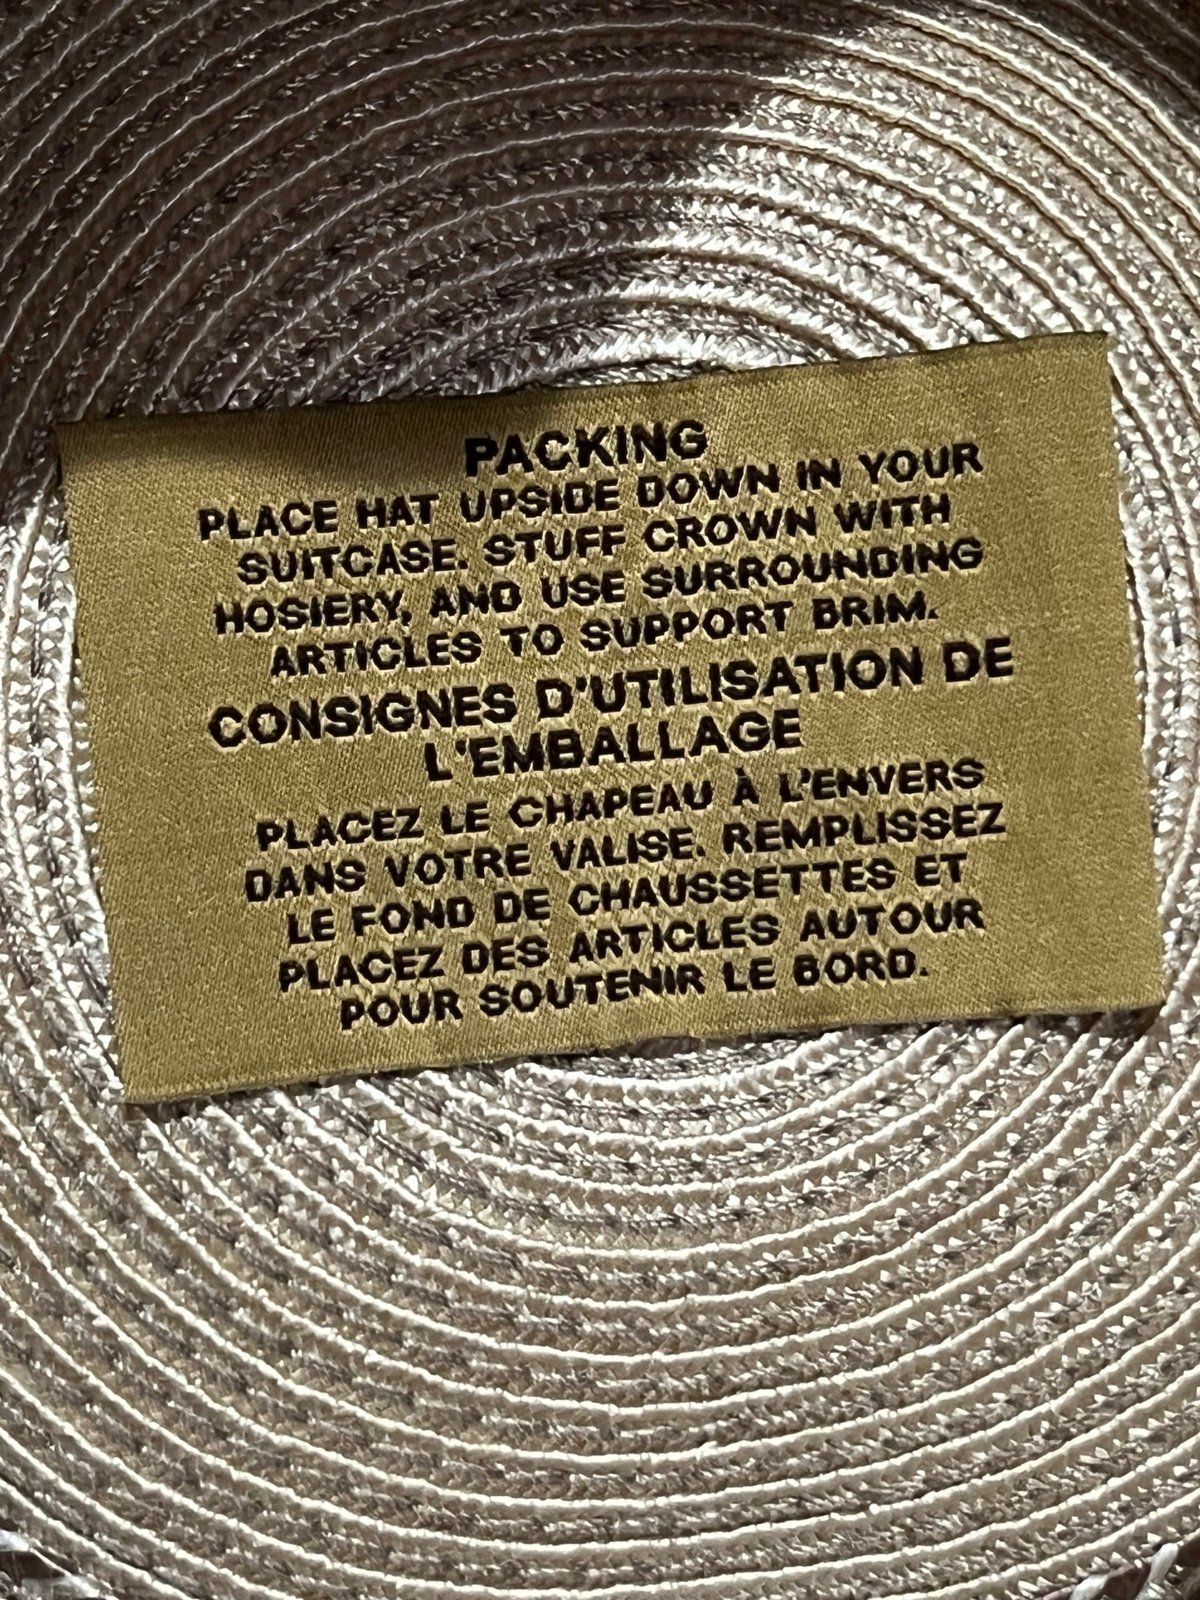 PACKING
PLACE HAT UPSIDE DOWN IN YOUR
SUITCASE. STUFF CROWN WITH
HOSIERY, AND USE SURROUNDING
ARTICLES TO SUPPORT BRIM.
CONSIGNES D'UTILISATION DE
L'EMBALLAGE
PLACEZ LE CHAPEAU À L'ENVERS
DANS VOTRE VALISE. REMPLISSEZ
LE FOND DE CHAUSSETTES ET
PLACEZ DES ARTICLES AUTOUR
POUR SOUTENIR LE BORD.